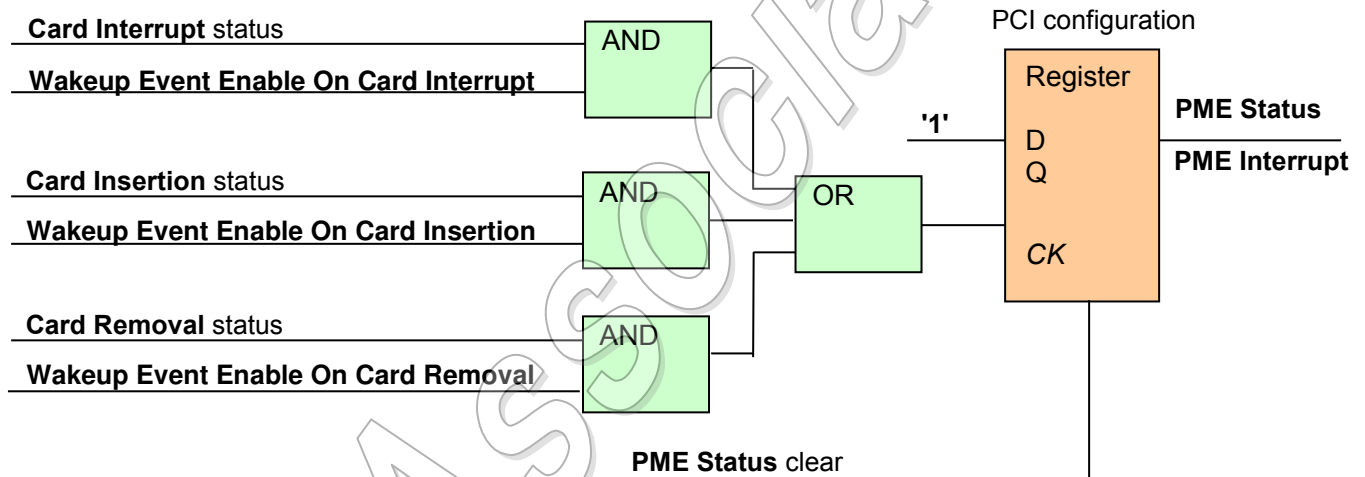 Card Interrupt status
Wakeup Event Enable On Card Interrupt
AND
Card Insertion status
Wakeup Event Enable On Card Insertion
AND
Card Removal status
Wakeup Event Enable On Card Removal
AND
OR
PCI configuration
Register
'1'
D
Q
CK
PME Status
PME Interrupt
PME Status clear